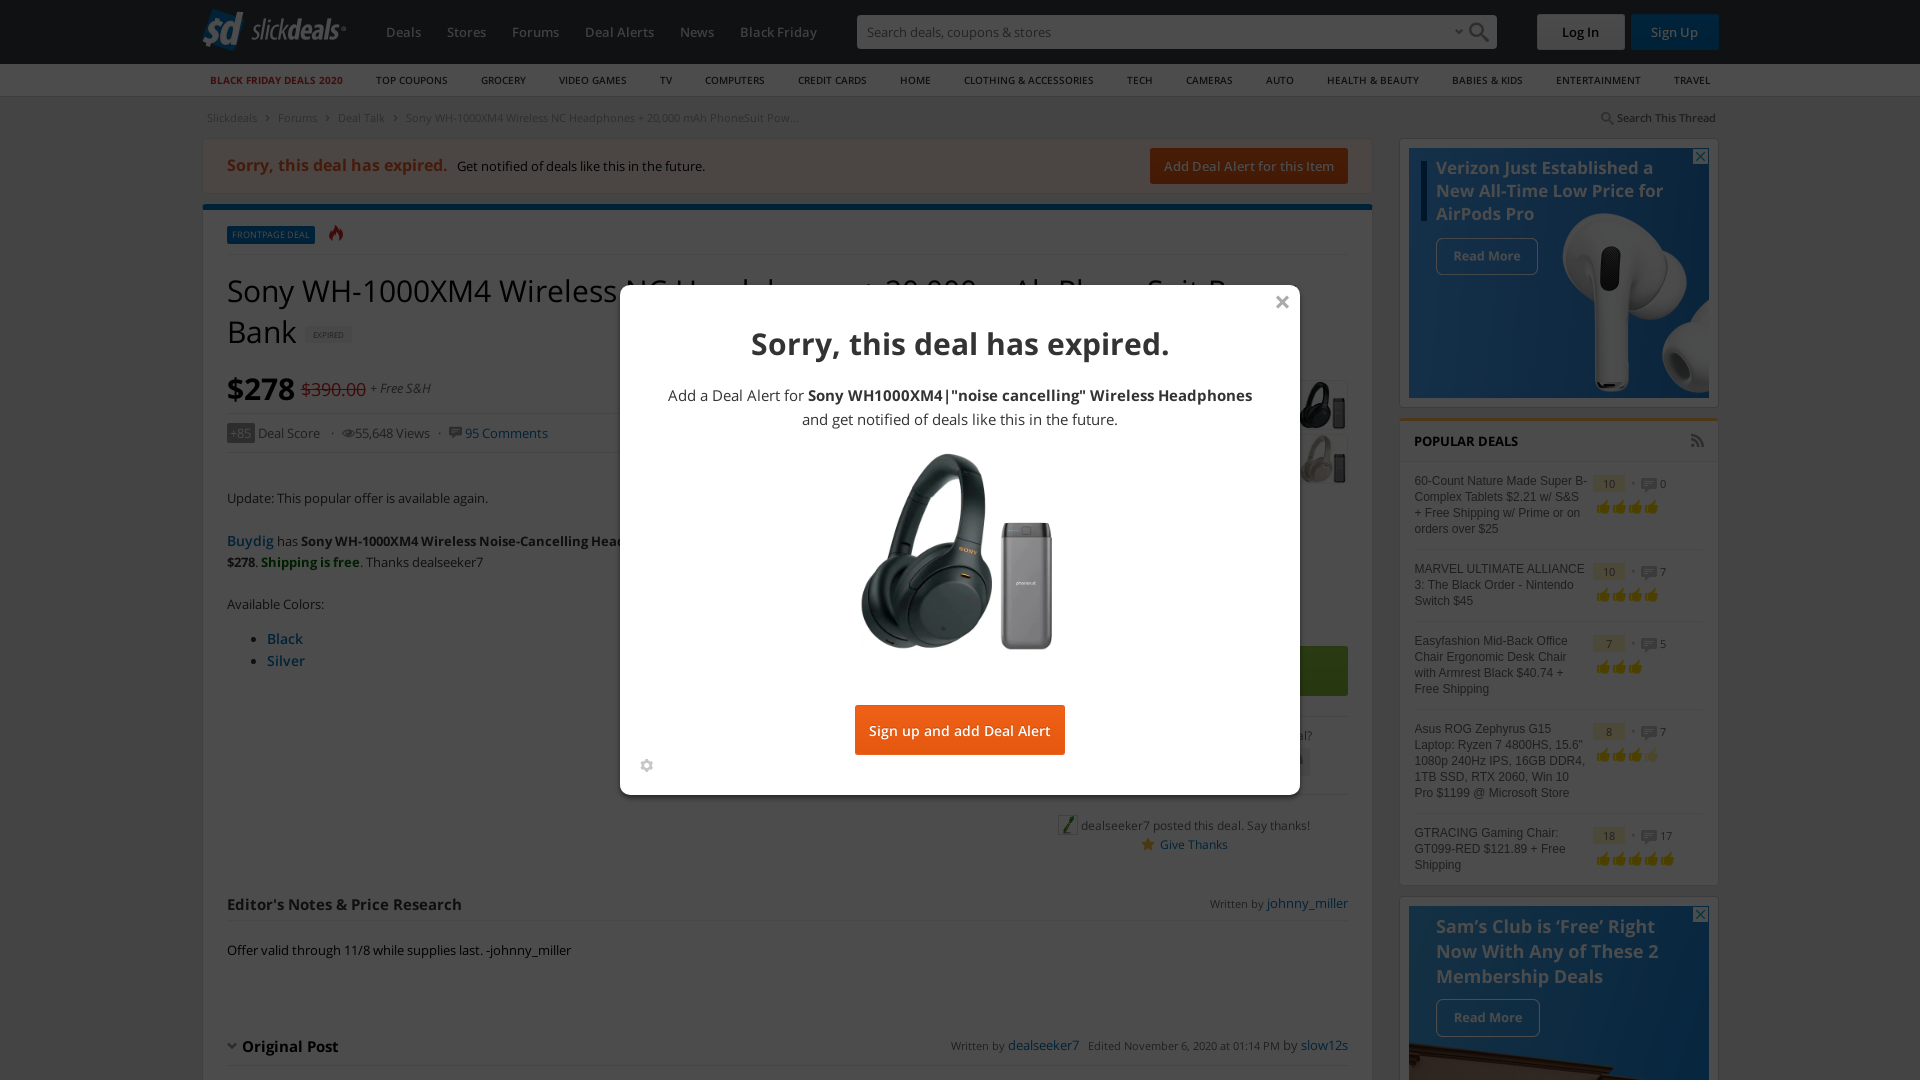 sd slickdeals
Deals Stores Forums Deal Alerts News Black Friday
Search deals, coupons & stores
Log In Sign Up
BLACK FRIDAY DEALS 2020 TOP COUPONS GROCERY VIDEO GAMES TV COMPUTERS CREDIT CARDS HOME CLOTHING & ACCESSORIES TECH CAMERAS AUTO HEALTH & BEAUTY BABIES & KIDS ENTERTAINMENT TRAVEL
Slickdeals Forums Deal Talk Sony WH-1000XM4 Wireless NC Headphones + 20,000 mAh PhoneSuit Pow...
Search This Thread
Sorry, this deal has expired. Get notified of deals like this in the future.
Add Deal Alert for this Item
FRONTPAGE DEAL
Sony WH-1000XM4 Wireless
Bank EXPIRED
$278 $390.00 + Free S&H
+85 Deal Score · 55,648 Views · 95 Comments
Update: This popular offer is available again.
Buydig has Sony WH-1000XM4 Wireless Noise-Cancelling
$278. Shipping is free. Thanks dealseeker7
Available Colors:
• Black
• Silver
Sorry, this deal has expired.
Add a Deal Alert for Sony WH1000XM4|"noise cancelling" Wireless Headphones
and get notified of deals like this in the future.
SONY
Sign up and add Deal Alert
dealseeker7 posted this deal. Say thanks!
Give Thanks
Editor's Notes & Price Research
Written by johnny_miller
Offer valid through 11/8 while supplies last. -johnny_miller
Original Post
Written by dealseeker7 Edited November 6, 2020 at 01:14 PM by slow12s
Verizon Just Established a
New All-Time Low Price for
AirPods Pro
Read More
POPULAR DEALS
60-Count Nature Made Super B-
Complex Tablets $2.21 w/ S&S
+ Free Shipping w/ Prime or on
orders over $25
10 • 0
MARVEL ULTIMATE ALLIANCE
3: The Black Order - Nintendo
Switch $45
10 • 7
Easyfashion Mid-Back Office
Chair Ergonomic Desk Chair
with Armrest Black $40.74 +
Free Shipping
7 • 5
Asus ROG Zephyrus G15
Laptop: Ryzen 7 4800HS, 15.6"
1080p 240Hz IPS, 16GB DDR4,
1TB SSD, RTX 2060, Win 10
Pro $1199 @ Microsoft Store
8 • 7
GTRACING Gaming Chair:
GT099-RED $121.89 + Free
Shipping
18 • 17
Sam's Club is 'Free' Right
Now With Any of These 2
Membership Deals
Read More